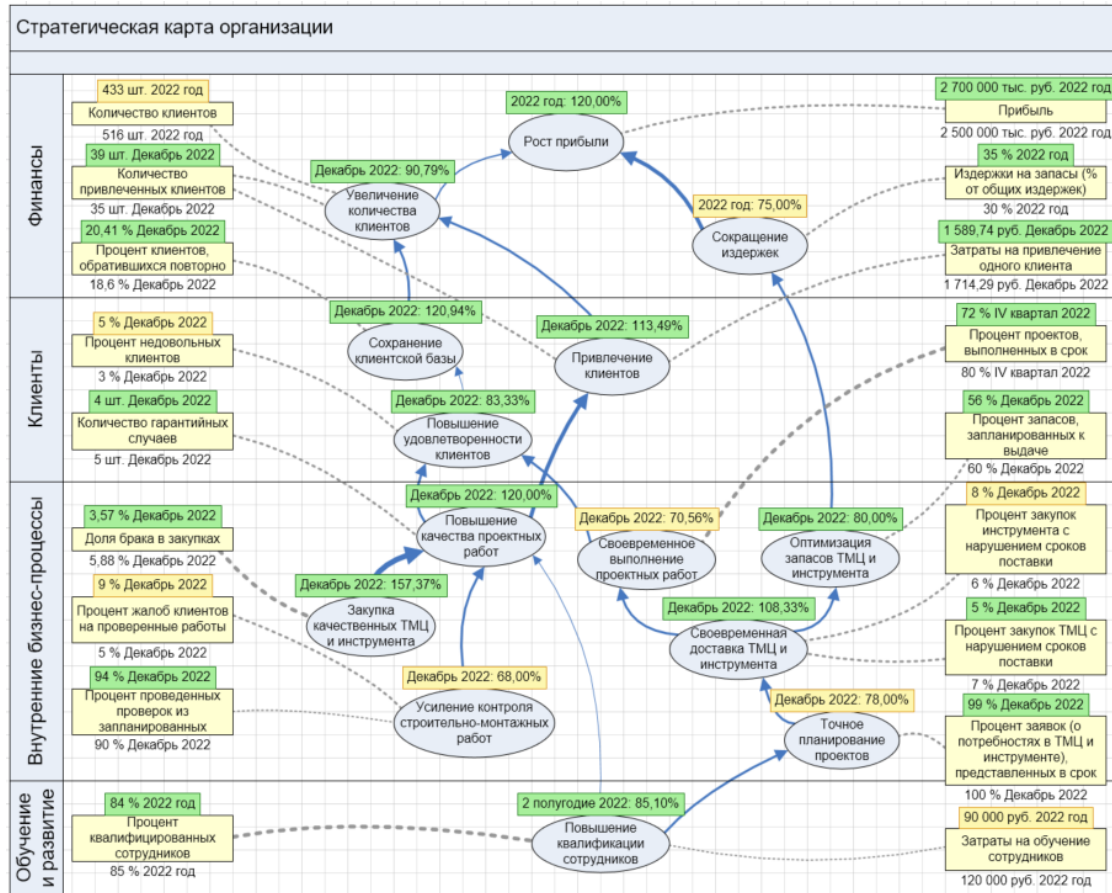 Стратегическая карта организации
Финансы
433 шт. 2022 год
Количество клиентов
516 шт. 2022 год
39 шт. Декабрь 2022
Количество
привлеченных клиентов
35 шт. Декабрь 2022
20,41 % Декабрь 2022
Процент клиентов,
обратившихся повторно
18,6 % Декабрь 2022
2022 год: 120,00%
Рост прибыли
Декабрь 2022: 90,79%
Увеличение
количества
клиентов
2022 год: 75,00%
Сокращение
издержек
2 700 000 тыс. руб. 2022 год
Прибыль
2 500 000 тыс. руб. 2022 год
35 % 2022 год
Издержки на запасы (%
от общих издержек)
30 % 2022 год
1 589,74 руб. Декабрь 2022
Затраты на привлечение
одного клиента
1 714,29 руб. Декабрь 2022
Клиенты
5 % Декабрь 2022
Процент недовольных
клиентов
3 % Декабрь 2022
4 шт. Декабрь 2022
Количество гарантийных
случаев
5 шт. Декабрь 2022
Декабрь 2022: 120,94%
Сохранение
клиентской базы
Декабрь 2022: 113,49%
Привлечение
клиентов
Декабрь 2022: 83,33%
Повышение
удовлетворенности
клиентов
72 % IV квартал 2022
Процент проектов,
выполненных в срок
80 % IV квартал 2022
56 % Декабрь 2022
Процент запасов,
запланированных к
выдаче
60 % Декабрь 2022
Внутренние бизнес-процессы
3,57 % Декабрь 2022
Доля брака в закупках
5,88 % Декабрь 2022
9 % Декабрь 2022
Процент жалоб клиентов
на проверенные работы
5 % Декабрь 2022
94 % Декабрь 2022
Процент проведенных
проверок из
запланированных
90 % Декабрь 2022
Декабрь 2022: 120,00%
Повышение
качества проектных
работ
Декабрь 2022: 70,56%
Своевременное
выполнение
проектных работ
Декабрь 2022: 80,00%
Оптимизация
запасов ТМЦ и
инструмента
Декабрь 2022: 157,37%
Закупка
качественных ТМЦ
и инструмента
Декабрь 2022: 108,33%
Своевременная
доставка ТМЦ и
инструмента
Декабрь 2022: 68,00%
Усиление контроля
строительно-монтажных
работ
Декабрь 2022: 78,00%
Точное
планирование
проектов
8 % Декабрь 2022
Процент закупок
инструмента с
нарушением сроков
поставки
6 % Декабрь 2022
5 % Декабрь 2022
Процент закупок ТМЦ с
нарушением сроков
поставки
7 % Декабрь 2022
99 % Декабрь 2022
Процент заявок (о
потребностях в ТМЦ и
инструменте),
представленных в срок
100 % Декабрь 2022
Обучение
и развитие
84 % 2022 год
Процент
квалифицированных
сотрудников
85 % 2022 год
2 полугодие 2022: 85,10%
Повышение
квалификации
сотрудников
90 000 руб. 2022 год
Затраты на обучение
сотрудников
120 000 руб. 2022 год